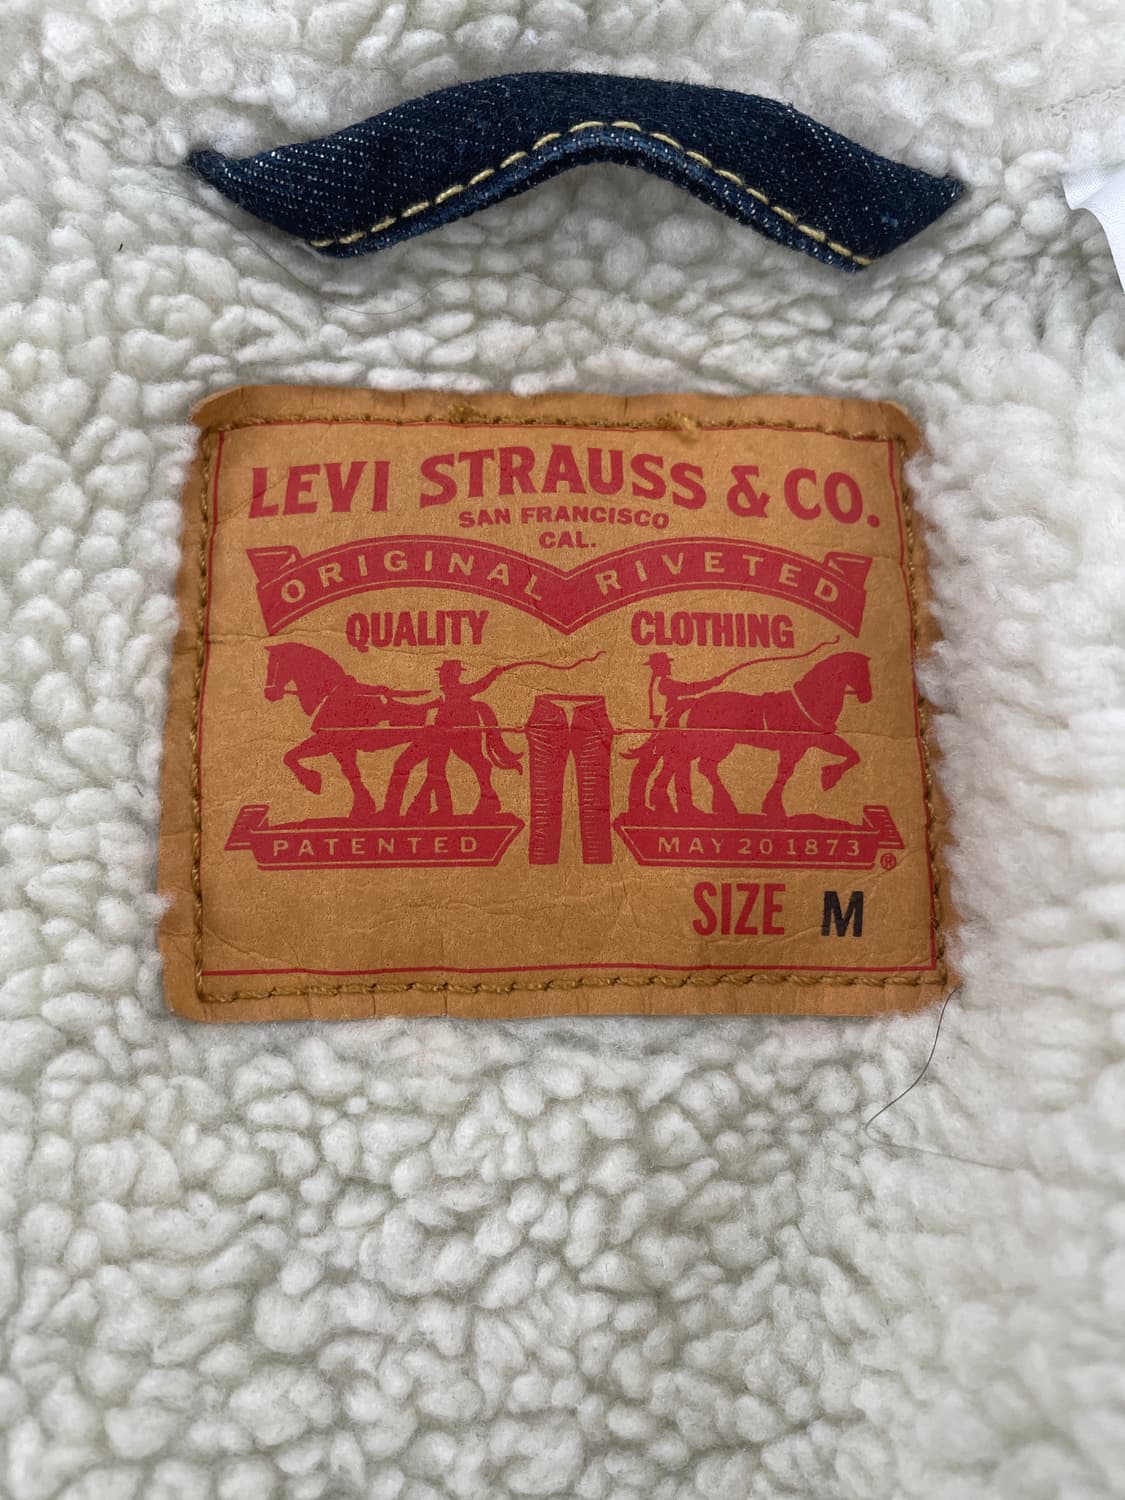 LEVI STRAUSS & CO.
SAN FRANCISCO
CAL.
ORIGINAL RIVETED
QUALITY CLOTHING
PATENTED MAY 20 1873 ®
SIZE M